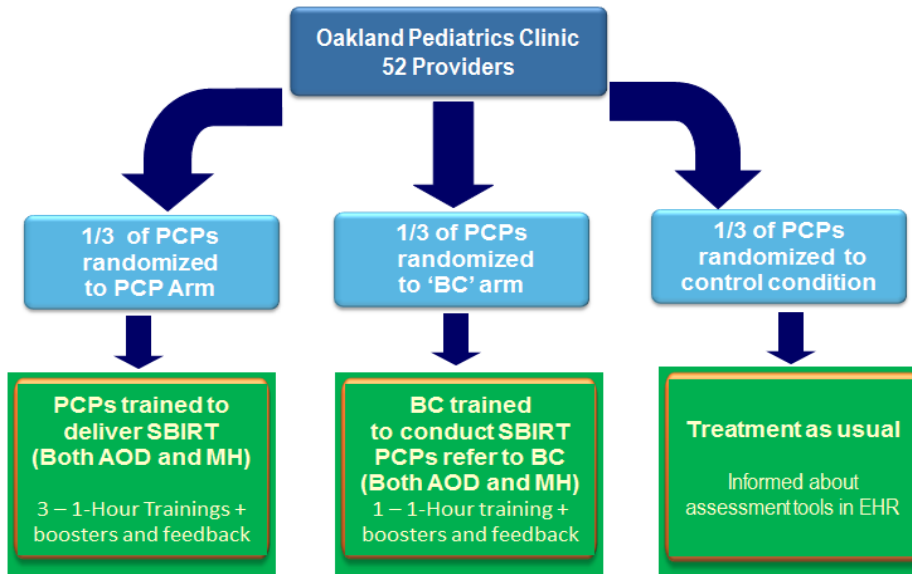 Oakland Pediatrics Clinic
52 Providers
1/3 of PCPs
randomized
to PCP Arm
1/3 of PCPs
randomized
to ‘BC’ arm
1/3 of PCPs
randomized to
control condition
PCPs trained to
deliver SBIRT
(Both AOD and MH)
3 – 1-Hour Trainings +
boosters and feedback
BC trained
to conduct SBIRT
PCPs refer to BC
(Both AOD and MH)
1 – 1-Hour training +
boosters and feedback
Treatment as usual
Informed about
assessment tools in EHR